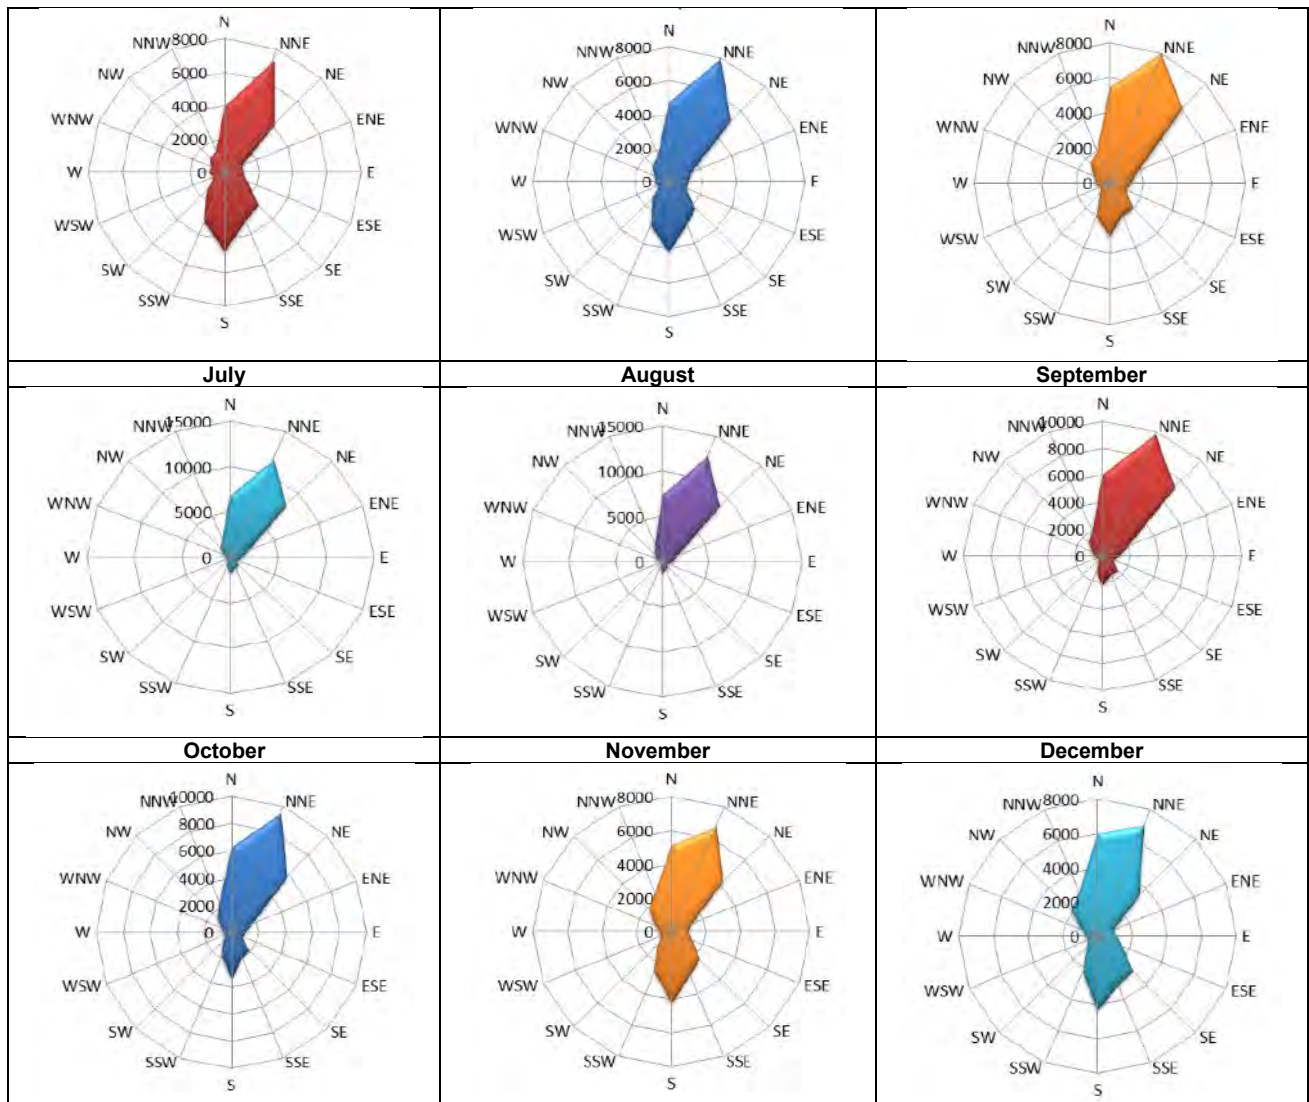 N
NNW 8000 NNE
NW 6000 NE
WNW 4000 ENE
2000
W 0 E
WSW ESE
SW SE
SSW SSE
S
N
NNW 8000 NNE
NW 6000 NE
WNW 4000 ENE
2000
W 0 E
WSW ESE
SW SE
SSW SSE
S
N
NNW 8000 NNE
NW 6000 NE
WNW 4000 ENE
2000
W 0 E
WSW ESE
SW SE
SSW SSE
S
July August September
N
NNW 15000 NNE
NW 10000 NE
WNW 5000 ENE
W 0 E
WSW ESE
SW SE
SSW SSE
S
N
NNW 15000 NNE
NW 10000 NE
WNW 5000 ENE
W 0 E
WSW ESE
SW SE
SSW SSE
S
N
NNW 10000 NNE
NW 8000 NE
6000
WNW 4000 ENE
2000
W 0 E
WSW ESE
SW SE
SSW SSE
S
October November December
N
NNW 10000 NNE
NW 8000 NE
6000
WNW 4000 ENE
2000
W 0 E
WSW ESE
SW SE
SSW SSE
S
N
NNW 8000 NNE
NW 6000 NE
WNW 4000 ENE
2000
W 0 E
WSW ESE
SW SE
SSW SSE
S
N
NNW 8000 NNE
NW 6000 NE
WNW 4000 ENE
2000
W 0 E
WSW ESE
SW SE
SSW SSE
S